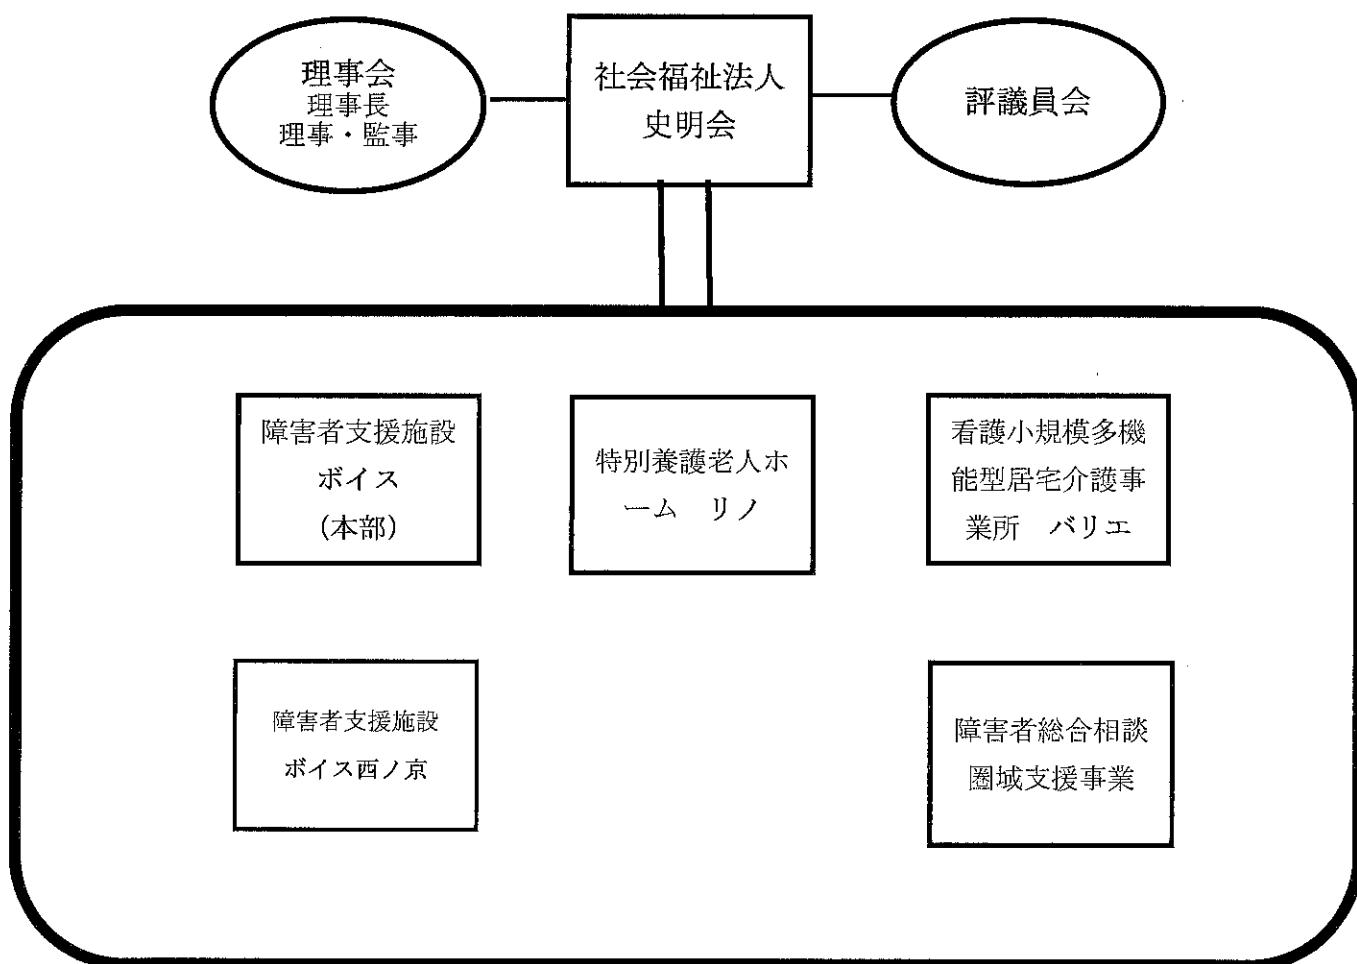 理事会
理事長
理事・監事
社会福祉法人
史明会
評議員会
障害者支援施設
ボイス
(本部)
特別養護老人ホ
ーム　リノ
看護小規模多機
能型居宅介護事
業所　バリエ
障害者支援施設
ボイス西ノ京
障害者総合相談
圏域支援事業